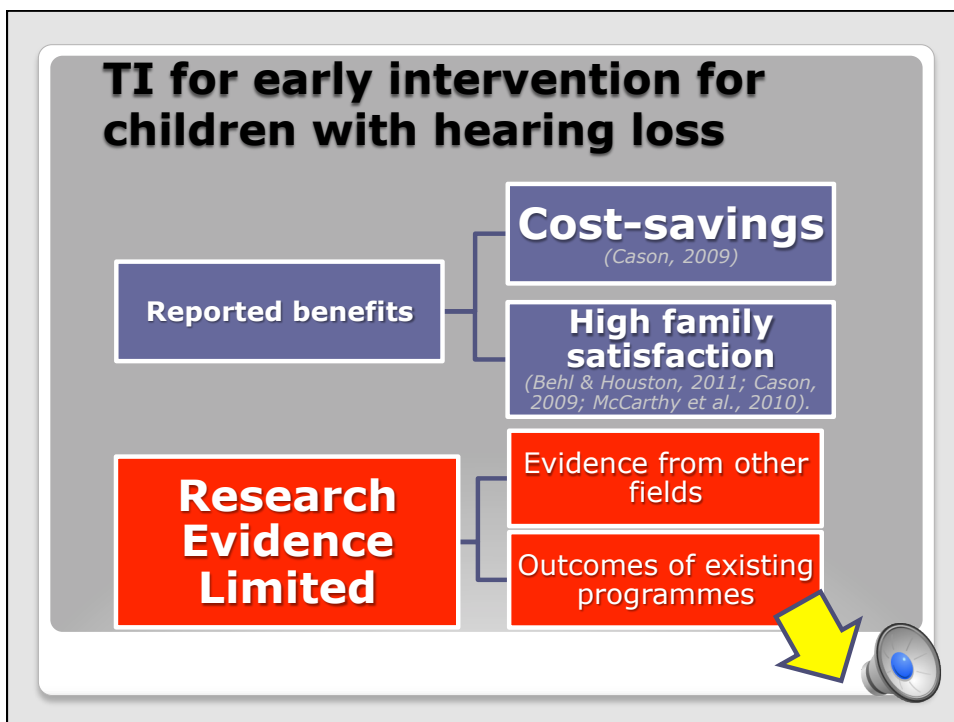 TI for early intervention for
children with hearing loss
Reported benefits
Cost-savings
(Cason, 2009)
High family
satisfaction
(Behl & Houston, 2011; Cason,
2009; McCarthy et al., 2010).
Research
Evidence
Limited
Evidence from other
fields
Outcomes of existing
programmes